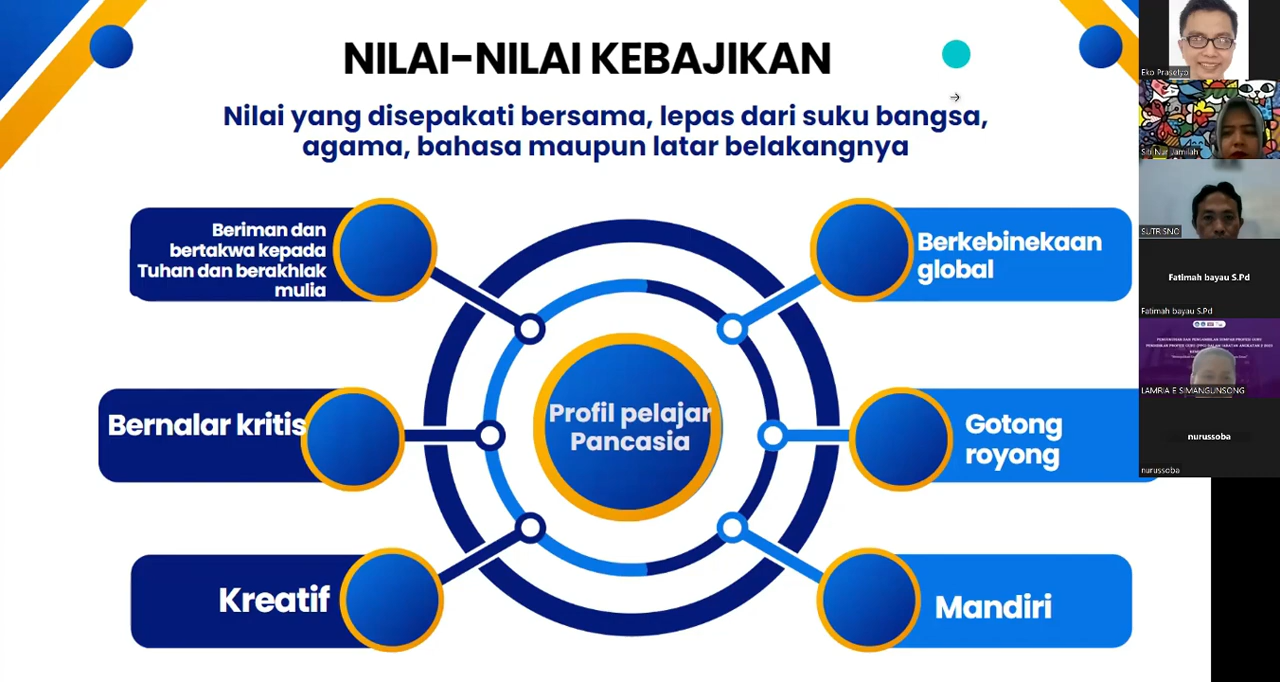 NILAI-NILAI KEBAJIKAN
Nilai yang disepakati bersama, lepas dari suku bangsa,
agama, bahasa maupun latar belakangnya
Beriman dan
bertakwa kepada
Tuhan dan berakhlak
mulia
Berkebinekaan
global
Bernalar kritis
Profil pelajar
Pancasia
Gotong
royong
Kreatif
Mandiri
Eko Prasetyo
Siti Nur Jamilah
SUTRISNO
Fatimah bayau S.Pd
Fatimah bayau S.Pd
LAMRIA E SIMANGUNSONG
nurussoba
nurussoba